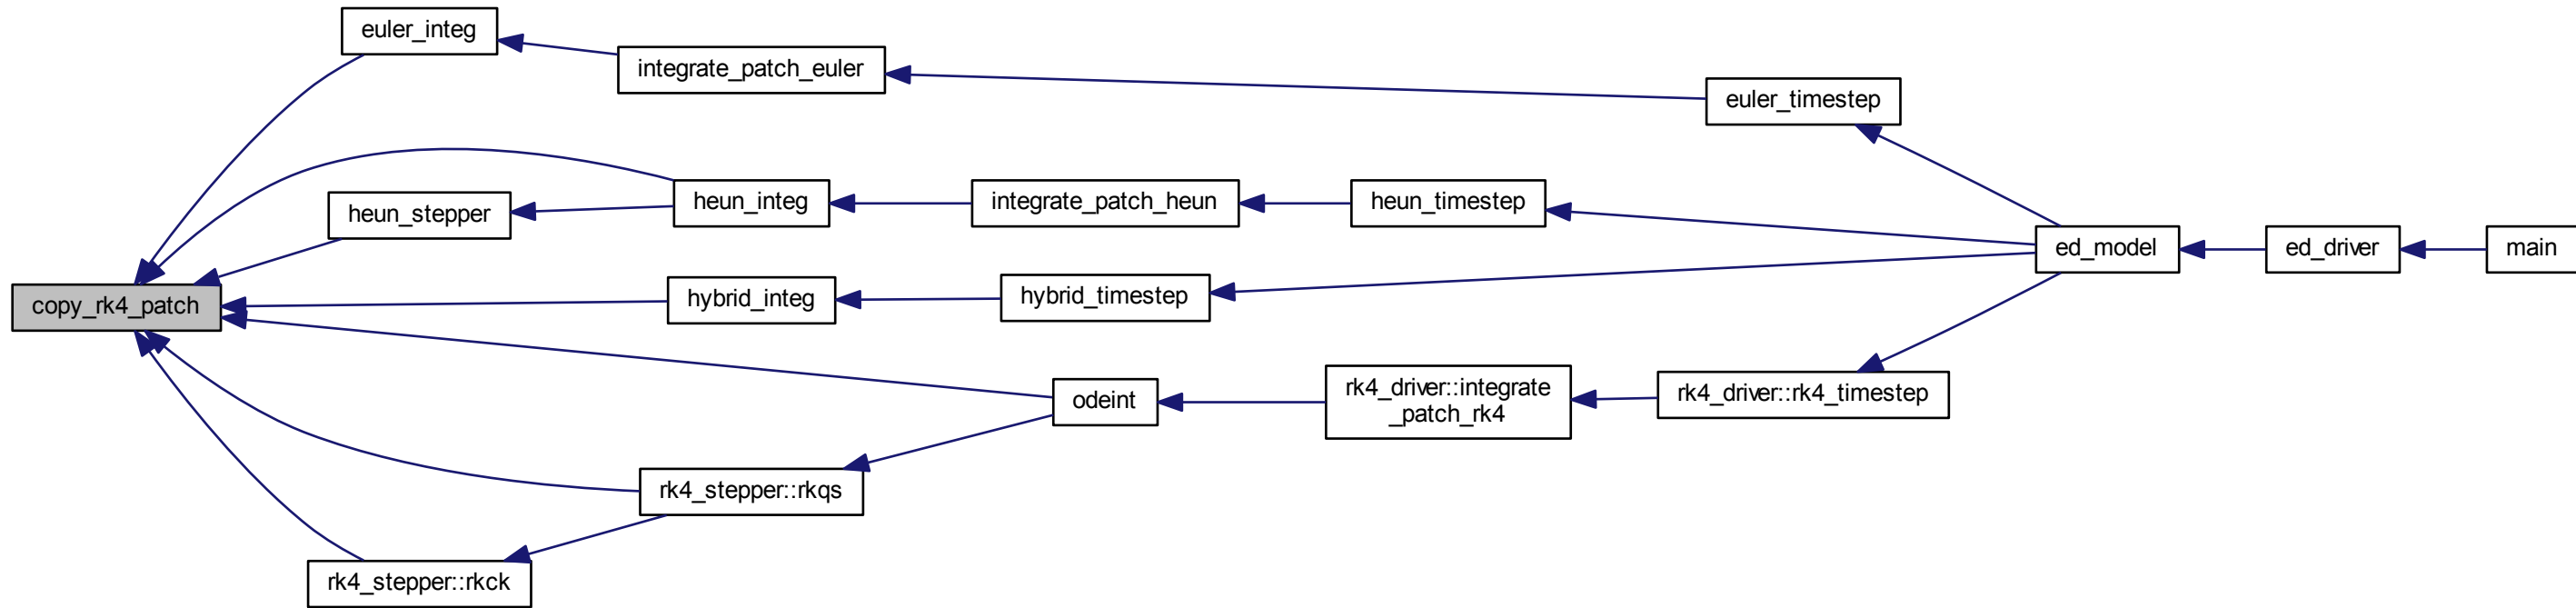 euler_integ
integrate_patch_euler
euler_timestep
heun_stepper
heun_integ
integrate_patch_heun
heun_timestep
copy_rk4_patch
hybrid_integ
hybrid_timestep
ed_model
ed_driver
main
odeint
rk4_driver::integrate
_patch_rk4
rk4_driver::rk4_timestep
rk4_stepper::rkqs
rk4_stepper::rkck